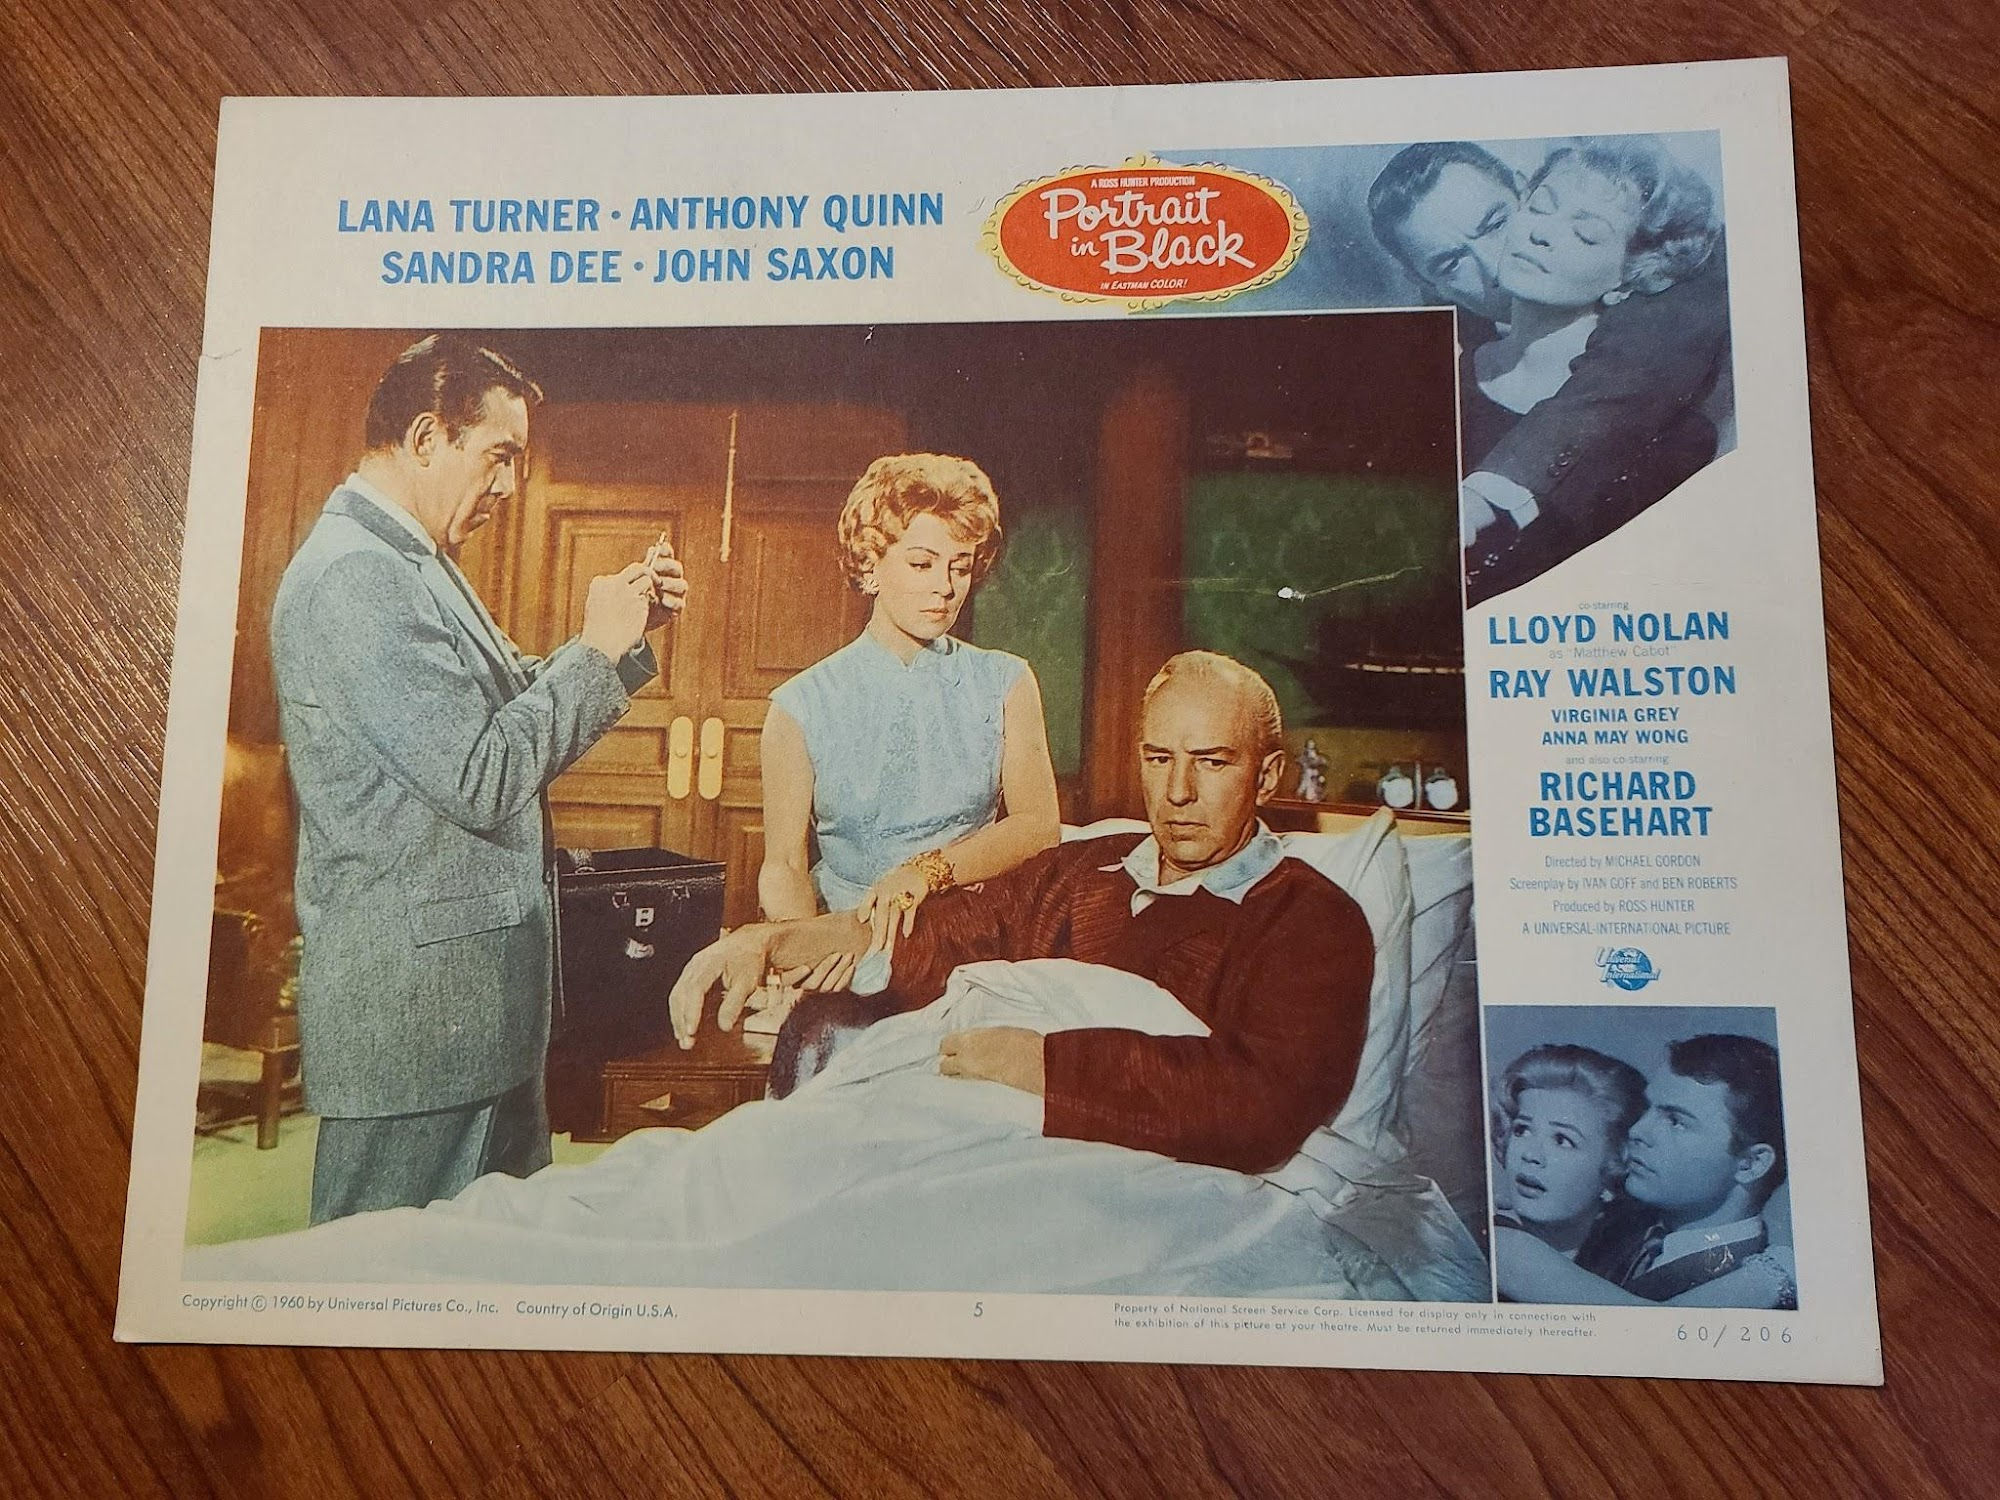 LANA TURNER • ANTHONY QUINN
SANDRA DEE • JOHN SAXON
A ROSS HUNTER PRODUCTION
Portrait
in Black
IN EASTMAN COLOR!
co-starring
LLOYD NOLAN
as "Matthew Cabot"
RAY WALSTON
VIRGINIA GREY
ANNA MAY WONG
and also co-starring
RICHARD
BASEHART
Directed by MICHAEL GORDON
Screenplay by IVAN GOFF and BEN ROBERTS
Produced by ROSS HUNTER
A UNIVERSAL-INTERNATIONAL PICTURE
Universal
International
Copyright © 1960 by Universal Pictures Co., Inc. Country of Origin U.S.A.
5
Property of National Screen Service Corp. Licensed for display only in connection with
the exhibition of this picture at your theatre. Must be returned immediately thereafter.
60/206